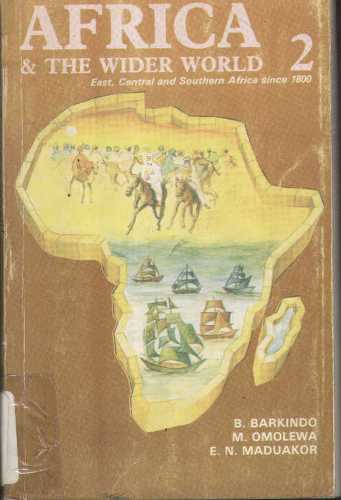 AFRICA
& THE WIDER WORLD 2
East, Central and Southern Africa since 1800
B. BARKINDO
M. OMOLEWA
E. N. MADUAKOR